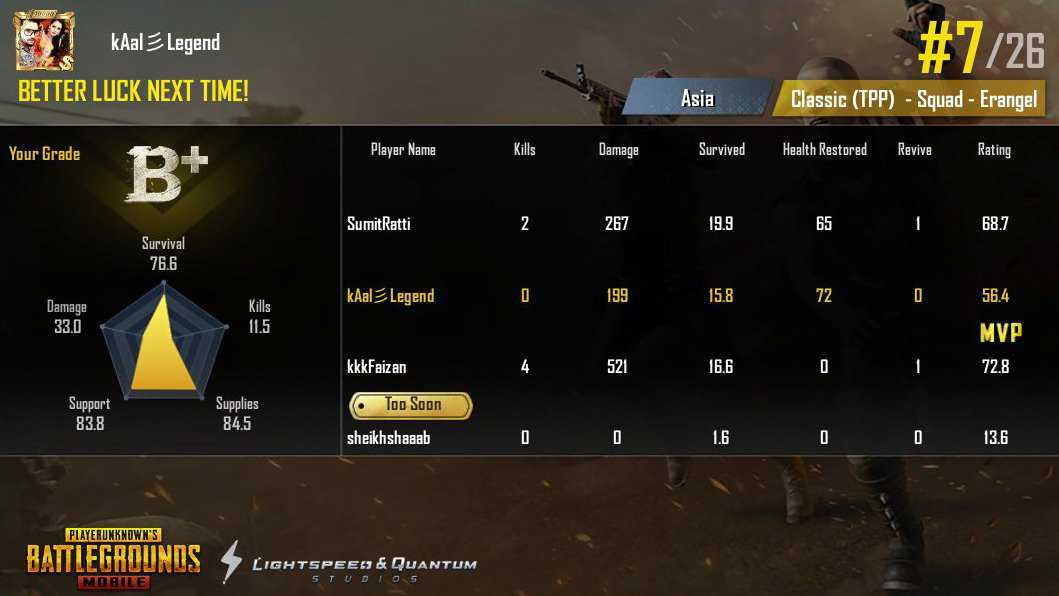 kAal彡Legend
BETTER LUCK NEXT TIME!
#7/26
Asia
Classic (TPP) - Squad - Erangel
Your Grade
B+
Survival
76.6
Damage
33.0
Kills
11.5
Support
83.8
Supplies
84.5
Player Name Kills Damage Survived Health Restored Revive Rating
SumitRatti 2 267 19.9 65 1 68.7
kAal彡Legend 0 199 15.8 72 0 56.4
MVP
kkkFaizan 4 521 16.6 0 1 72.8
Too Soon
sheikhshaaab 0 0 1.6 0 0 13.6
PLAYERUNKNOWN'S
BATTLEGROUNDS
MOBILE
LIGHTSPEED & QUANTUM
STUDIOS